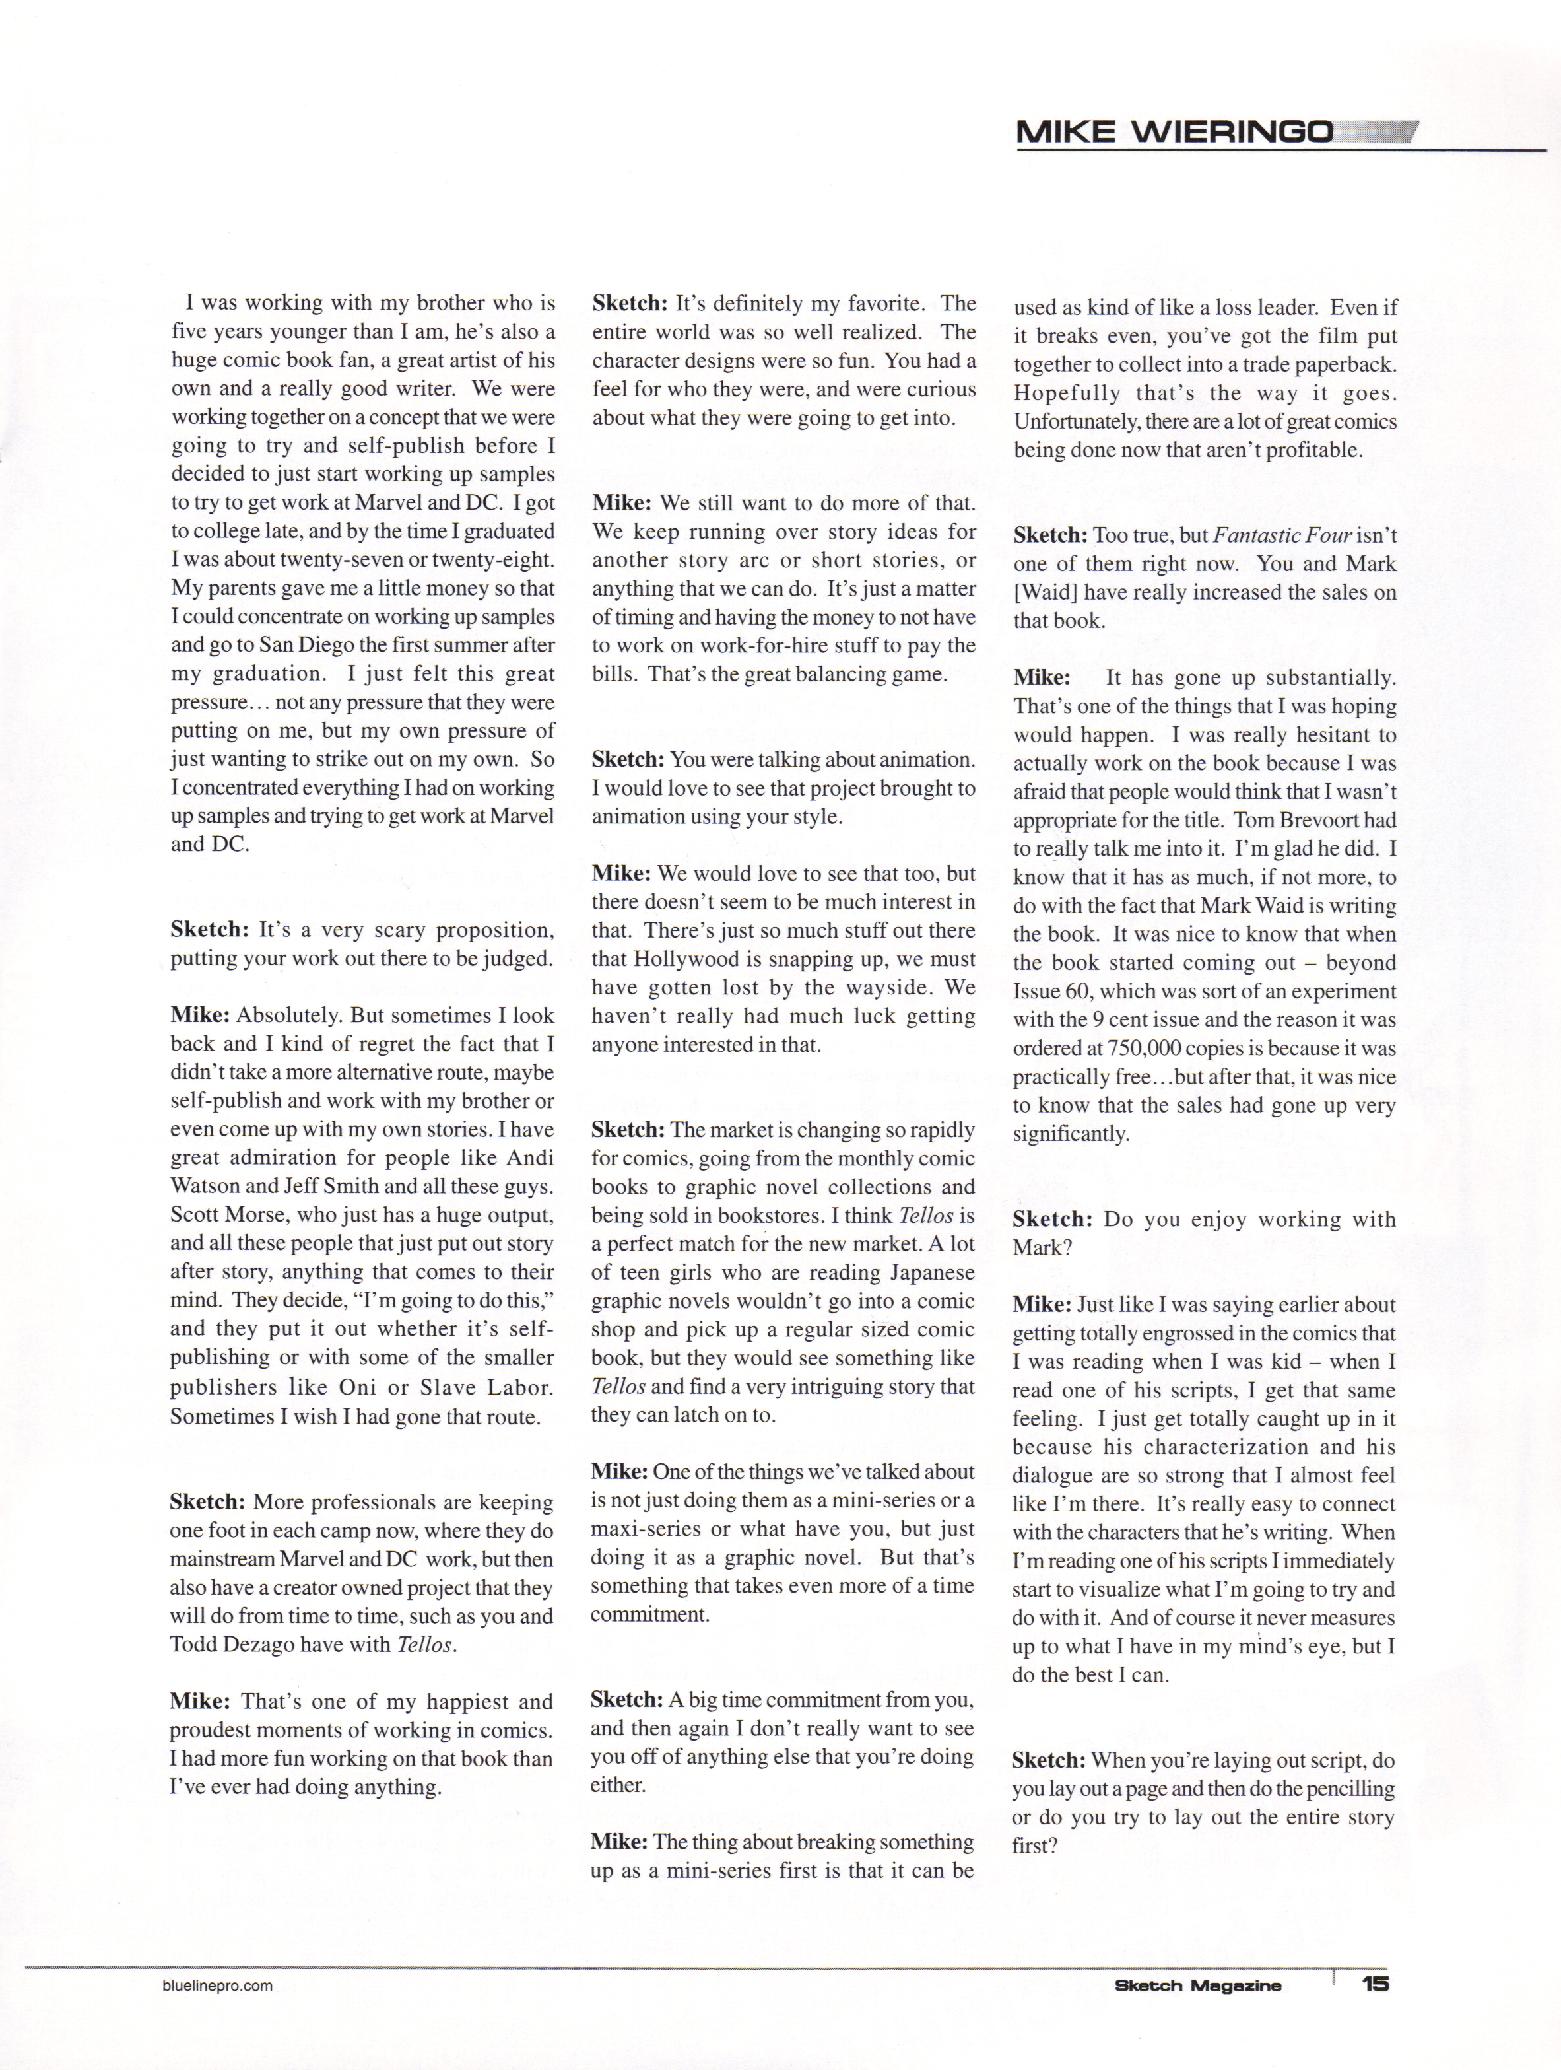 MIKE WIERINGO
I was working with my brother who is
five years younger than I am, he's also a
huge comic book fan, a great artist of his
own and a really good writer. We were
working together on a concept that we were
going to try and self-publish before I
decided to just start working up samples
to try to get work at Marvel and DC. I got
to college late, and by the time I graduated
I was about twenty-seven or twenty-eight.
My parents gave me a little money so that
I could concentrate on working up samples
and go to San Diego the first summer after
my graduation. I just felt this great
pressure... not any pressure that they were
putting on me, but my own pressure of
just wanting to strike out on my own. So
I concentrated everything I had on working
up samples and trying to get work at Marvel
and DC.
Sketch: It's a very scary proposition,
putting your work out there to be judged.
Mike: Absolutely. But sometimes I look
back and I kind of regret the fact that I
didn't take a more alternative route, maybe
self-publish and work with my brother or
even come up with my own stories. I have
great admiration for people like Andi
Watson and Jeff Smith and all these guys.
Scott Morse, who just has a huge output,
and all these people that just put out story
after story, anything that comes to their
mind. They decide, “I'm going to do this,”
and they put it out whether it's self-
publishing or with some of the smaller
publishers like Oni or Slave Labor.
Sometimes I wish I had gone that route.
Sketch: More professionals are keeping
one foot in each camp now, where they do
mainstream Marvel and DC work, but then
also have a creator owned project that they
will do from time to time, such as you and
Todd Dezago have with Tellos.
Mike: That's one of my happiest and
proudest moments of working in comics.
I had more fun working on that book than
I've ever had doing anything.
Sketch: It's definitely my favorite. The
entire world was so well realized. The
character designs were so fun. You had a
feel for who they were, and were curious
about what they were going to get into.
Mike: We still want to do more of that.
We keep running over story ideas for
another story arc or short stories, or
anything that we can do. It's just a matter
of timing and having the money to not have
to work on work-for-hire stuff to pay the
bills. That's the great balancing game.
Sketch: You were talking about animation.
I would love to see that project brought to
animation using your style.
Mike: We would love to see that too, but
there doesn't seem to be much interest in
that. There's just so much stuff out there
that Hollywood is snapping up, we must
have gotten lost by the wayside. We
haven't really had much luck getting
anyone interested in that.
Sketch: The market is changing so rapidly
for comics, going from the monthly comic
books to graphic novel collections and
being sold in bookstores. I think Tellos is
a perfect match for the new market. A lot
of teen girls who are reading Japanese
graphic novels wouldn't go into a comic
shop and pick up a regular sized comic
book, but they would see something like
Tellos and find a very intriguing story that
they can latch on to.
Mike: One of the things we've talked about
is not just doing them as a mini-series or a
maxi-series or what have you, but just
doing it as a graphic novel. But that's
something that takes even more of a time
commitment.
Sketch: A big time commitment from you,
and then again I don't really want to see
you off of anything else that you're doing
either.
Mike: The thing about breaking something
up as a mini-series first is that it can be
used as kind of like a loss leader. Even if
it breaks even, you've got the film put
together to collect into a trade paperback.
Hopefully that's the way it goes.
Unfortunately, there are a lot of great comics
being done now that aren't profitable.
Sketch: Too true, but Fantastic Four isn't
one of them right now. You and Mark
[Waid] have really increased the sales on
that book.
Mike: It has gone up substantially.
That's one of the things that I was hoping
would happen. I was really hesitant to
actually work on the book because I was
afraid that people would think that I wasn't
appropriate for the title. Tom Brevoort had
to really talk me into it. I'm glad he did. I
know that it has as much, if not more, to
do with the fact that Mark Waid is writing
the book. It was nice to know that when
the book started coming out – beyond
Issue 60, which was sort of an experiment
with the 9 cent issue and the reason it was
ordered at 750,000 copies is because it was
practically free...but after that, it was nice
to know that the sales had gone up very
significantly.
Sketch: Do you enjoy working with
Mark?
Mike: Just like I was saying earlier about
getting totally engrossed in the comics that
I was reading when I was kid – when I
read one of his scripts, I get that same
feeling. I just get totally caught up in it
because his characterization and his
dialogue are so strong that I almost feel
like I'm there. It's really easy to connect
with the characters that he's writing. When
I'm reading one of his scripts I immediately
start to visualize what I'm going to try and
do with it. And of course it never measures
up to what I have in my mind's eye, but I
do the best I can.
Sketch: When you're laying out script, do
you lay out a page and then do the pencilling
or do you try to lay out the entire story
first?
bluelinepro.com
Sketch Magazine
15